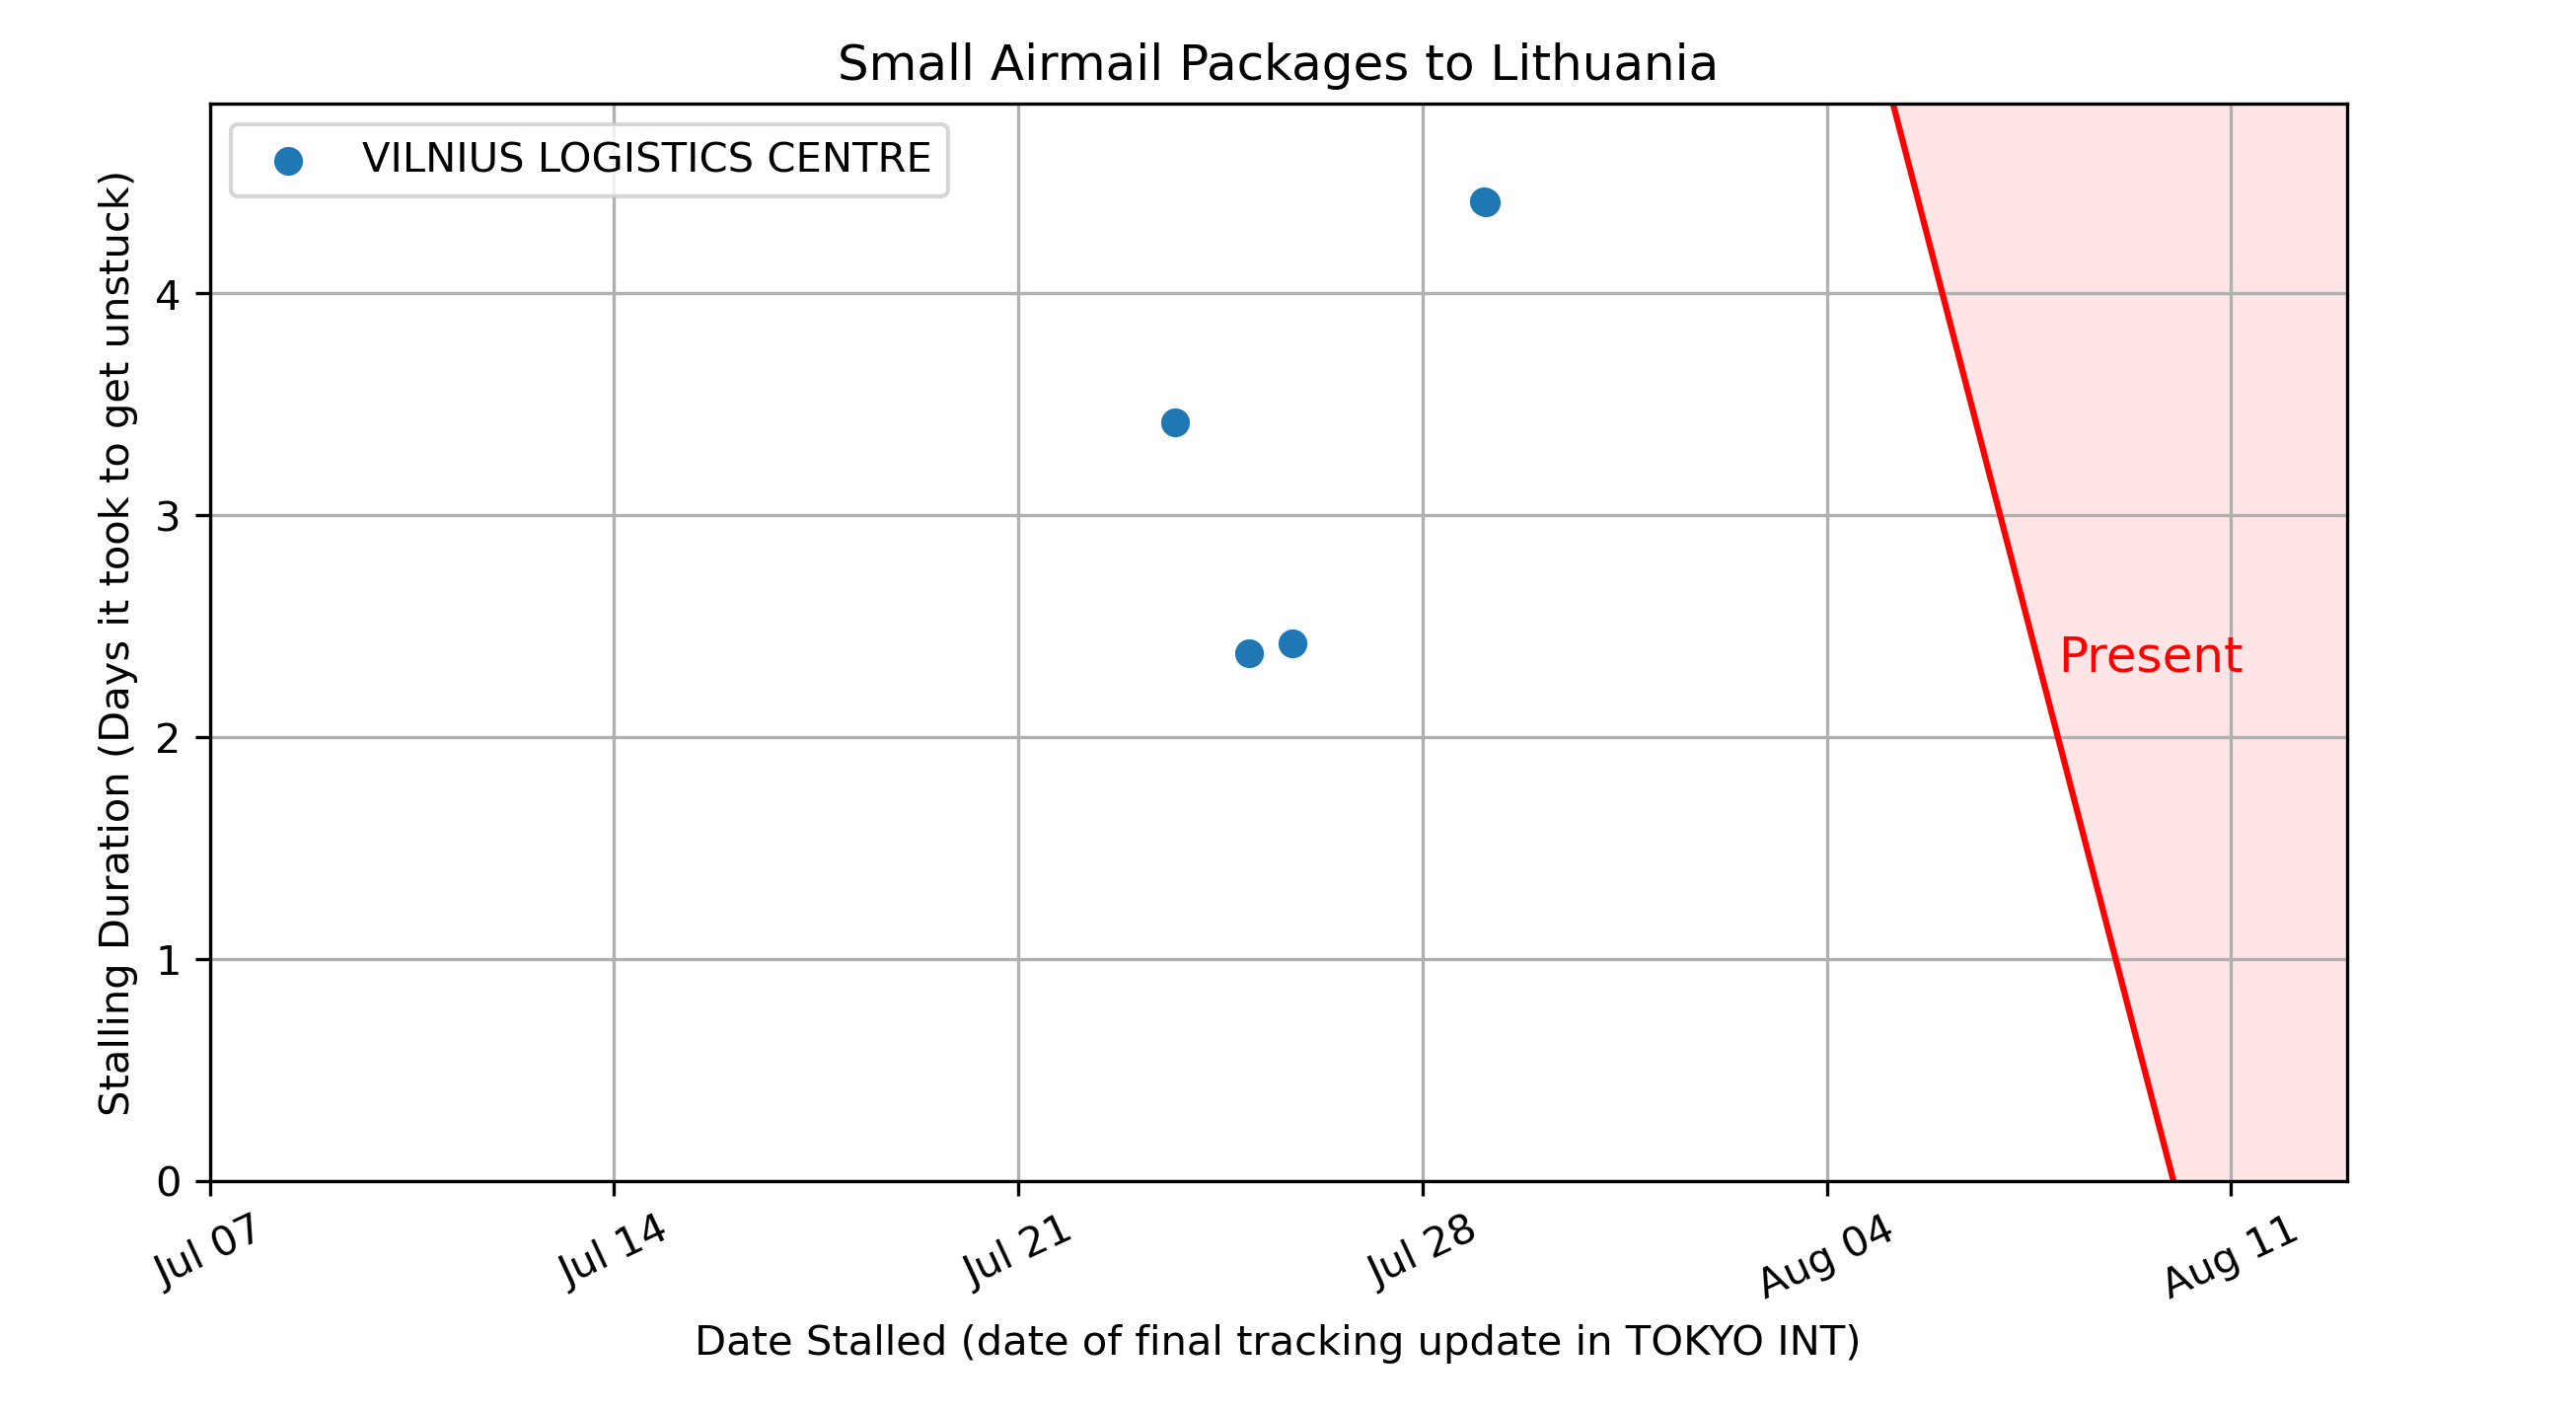 Small Airmail Packages to Lithuania
VILNIUS LOGISTICS CENTRE
Stalling Duration (Days it took to get unstuck)
4
3
2
1
0
Present
Jul 07
Jul 14
Jul 21
Jul 28
Aug 04
Aug 11
Date Stalled (date of final tracking update in TOKYO INT)